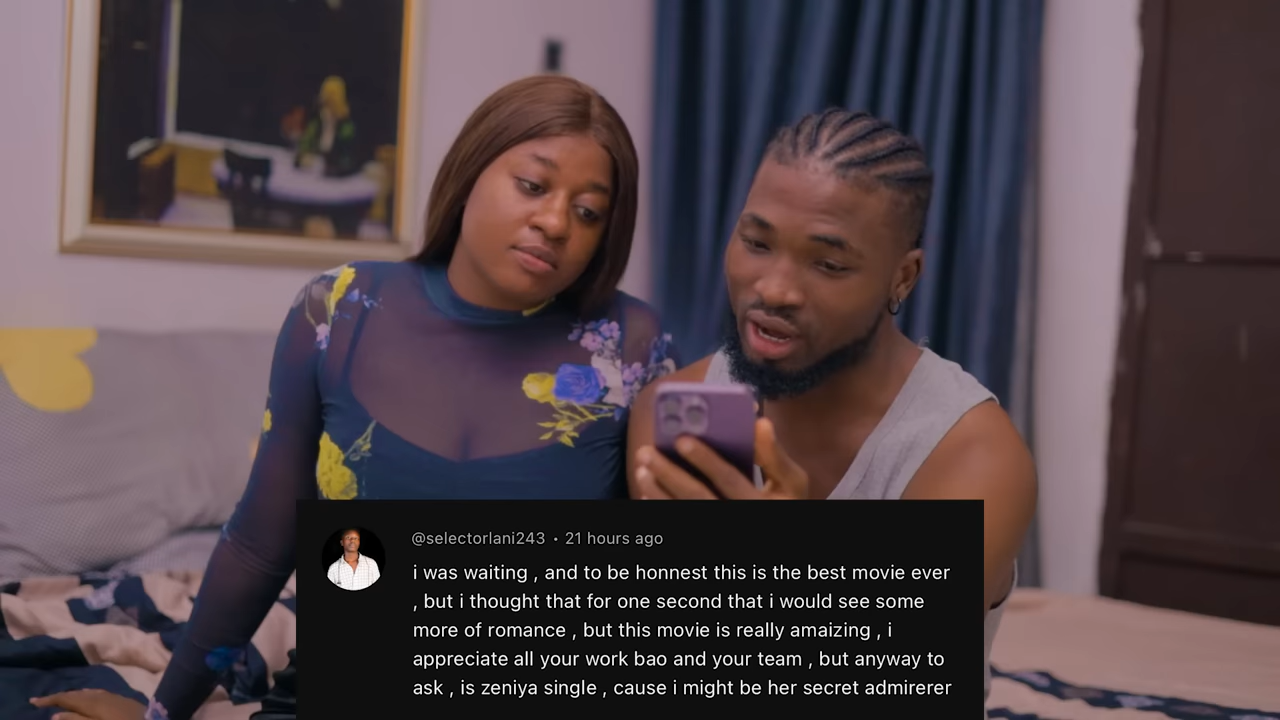 @selectorlani243 • 21 hours ago
i was waiting , and to be honnest this is the best movie ever
, but i thought that for one second that i would see some
more of romance , but this movie is really amaizing , i
appreciate all your work bao and your team , but anyway to
ask , is zeniya single , cause i might be her secret admirerer